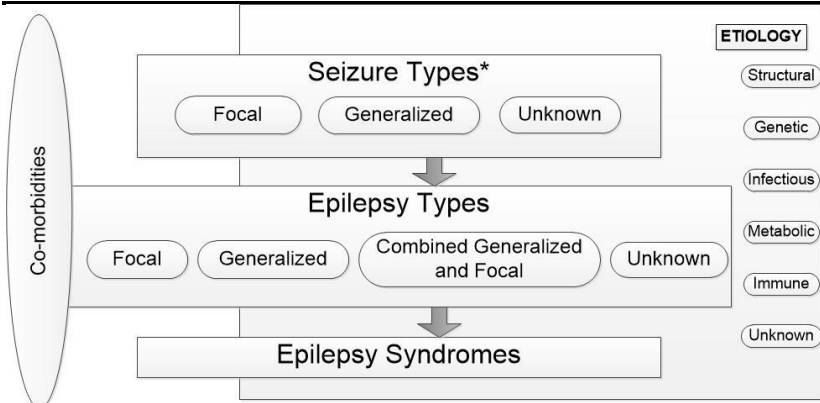 Co-morbidities
Seizure Types*
Focal
Generalized
Unknown
Epilepsy Types
Focal
Generalized
Combined Generalized
and Focal
Unknown
Epilepsy Syndromes
ETIOLOGY
Structural
Genetic
Infectious
Metabolic
Immune
Unknown